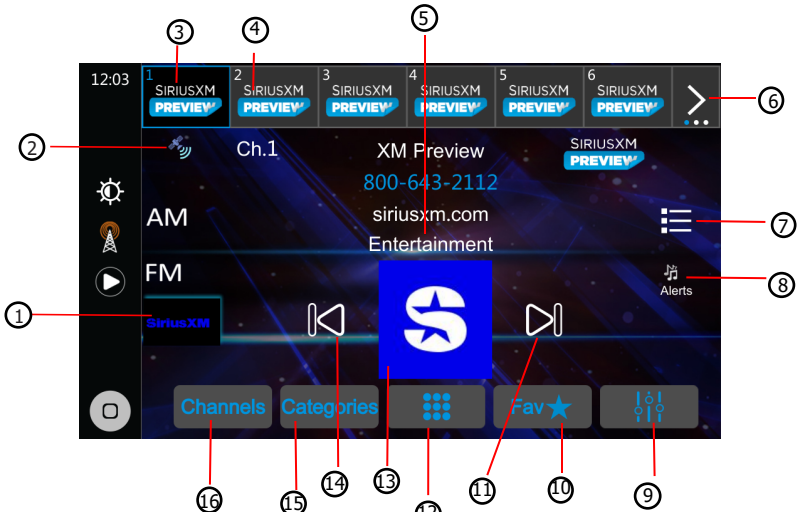 3
4
5
12:03
1
2
3
4
5
6
SIRIUSXM
SIRIUSXM
SIRIUSXM
SIRIUSXM
SIRIUSXM
SIRIUSXM
PREVIEW
PREVIEW
PREVIEW
PREVIEW
PREVIEW
PREVIEW
6
2
Ch.1
XM Preview
SIRIUSXM
PREVIEW
800-643-2112
AM
siriusxm.com
7
Entertainment
FM
8
Alerts
1
SiriusXM
S
Channels
Categories
Fav
16
15
14
13
12
11
10
9